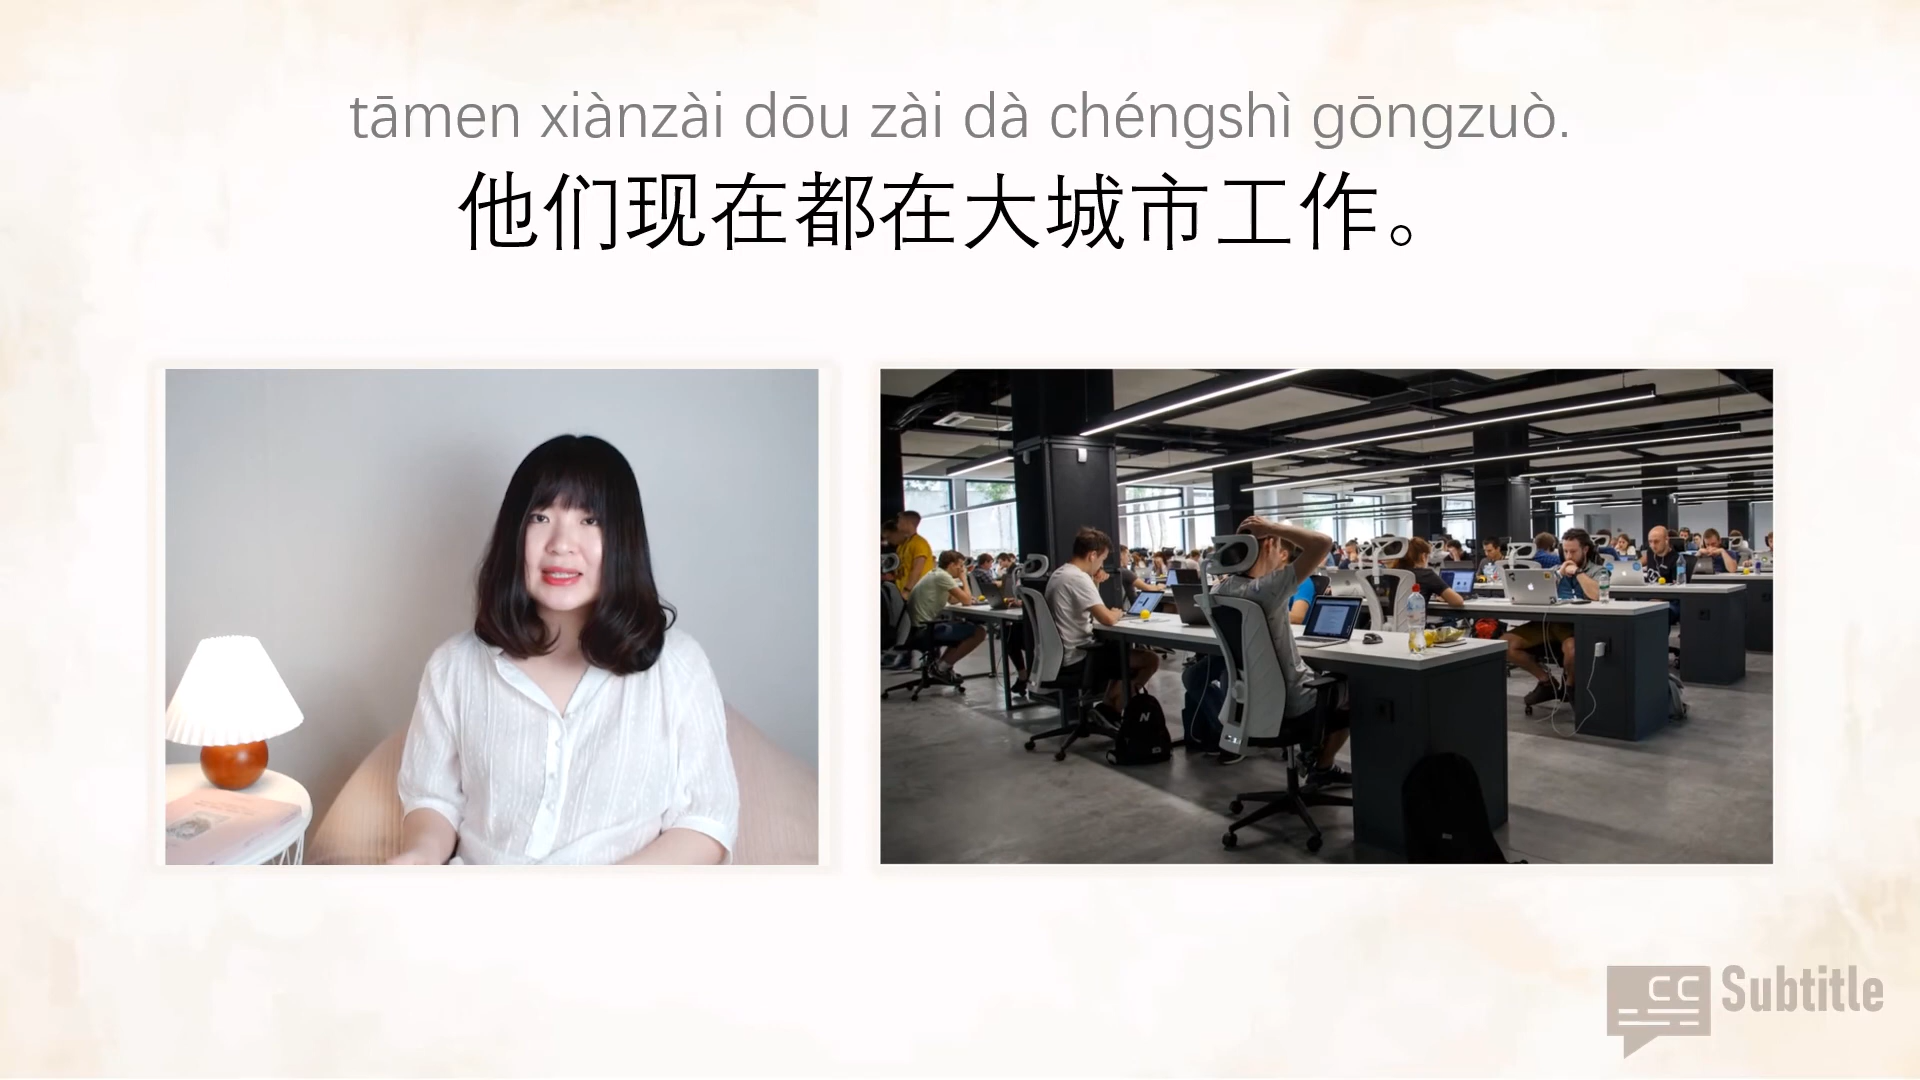 tāmen xiànzài dōu zài dà chéngshì gōngzuò.
他们现在都在大城市工作。
CC Subtitle